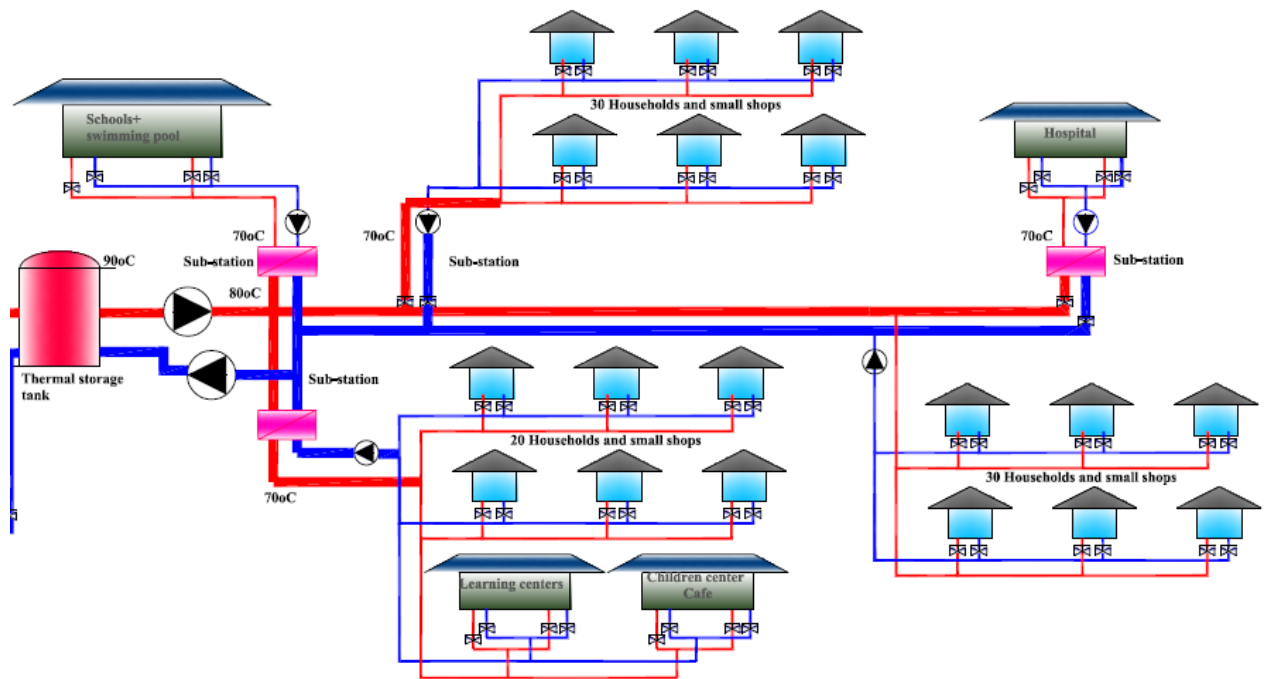 30 Households and small shops
Schools+
swimming pool
Hospital
70oC
70oC
70oC
Sub-station
Sub-station
Sub-station
90oC
80oC
Thermal storage
tank
Sub-station
20 Households and small shops
30 Households and small shops
70oC
Learning centers
Children center
Cafe